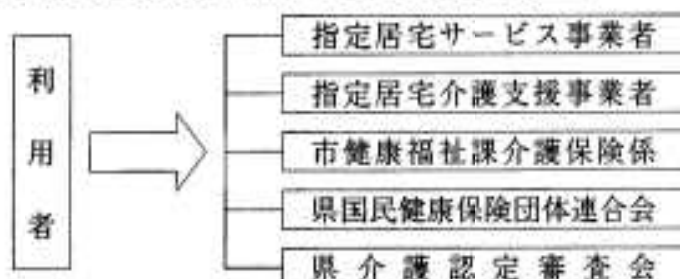 利用者
指定居宅サービス事業者
指定居宅介護支援事業者
市健康福祉課介護保険係
県国民健康保険団体連合会
県介護認定審査会